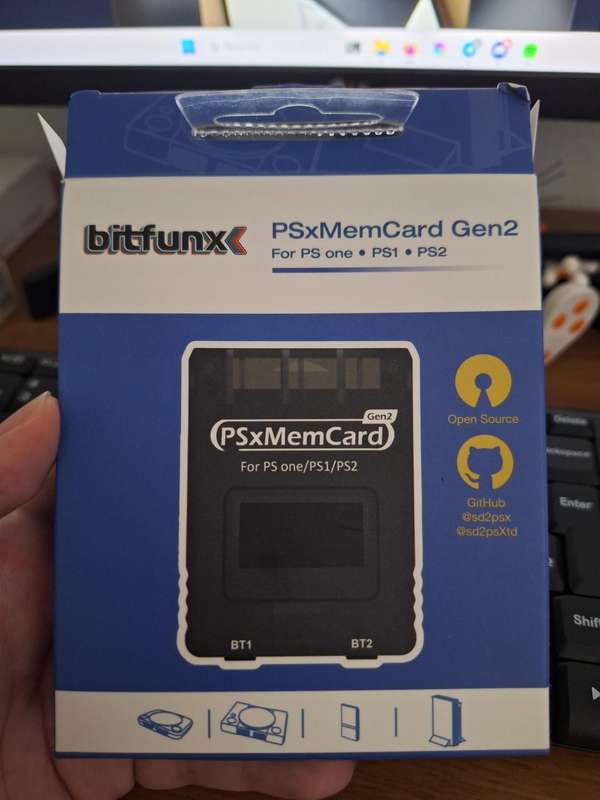 bitfunx
PSxMemCard Gen2
For PS one • PS1 • PS2
Gen2
PSxMemCard
For PS one/PS1/PS2
BT1
BT2
Open Source
GitHub
@sd2psx
@sd2psXtd
Delete
Enter
Shift